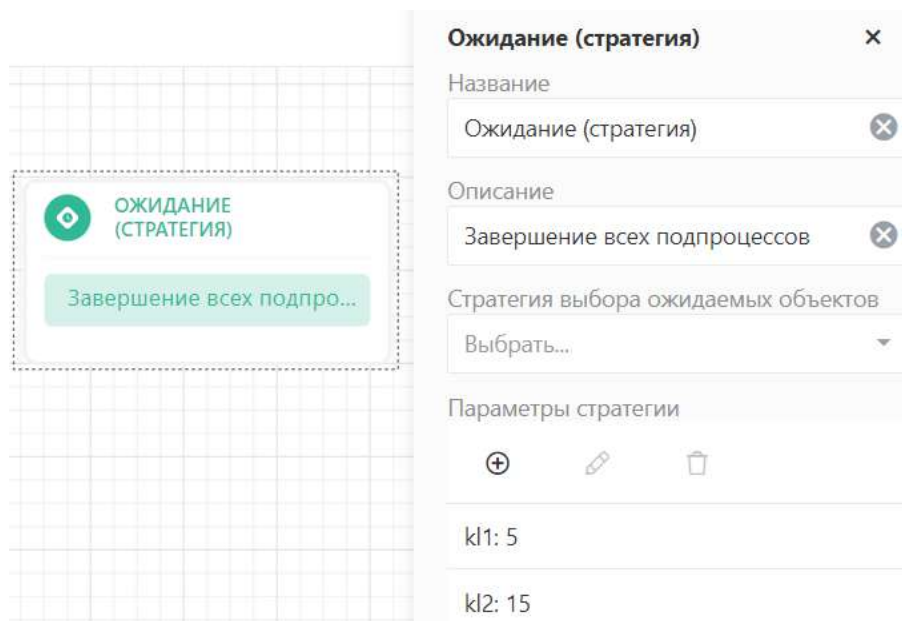 ОЖИДАНИЕ
(СТРАТЕГИЯ)
Завершение всех подпро...
Ожидание (стратегия)
Название
Ожидание (стратегия)
Описание
Завершение всех подпроцессов
Стратегия выбора ожидаемых объектов
Выбрать...
Параметры стратегии
kl1: 5
kl2: 15